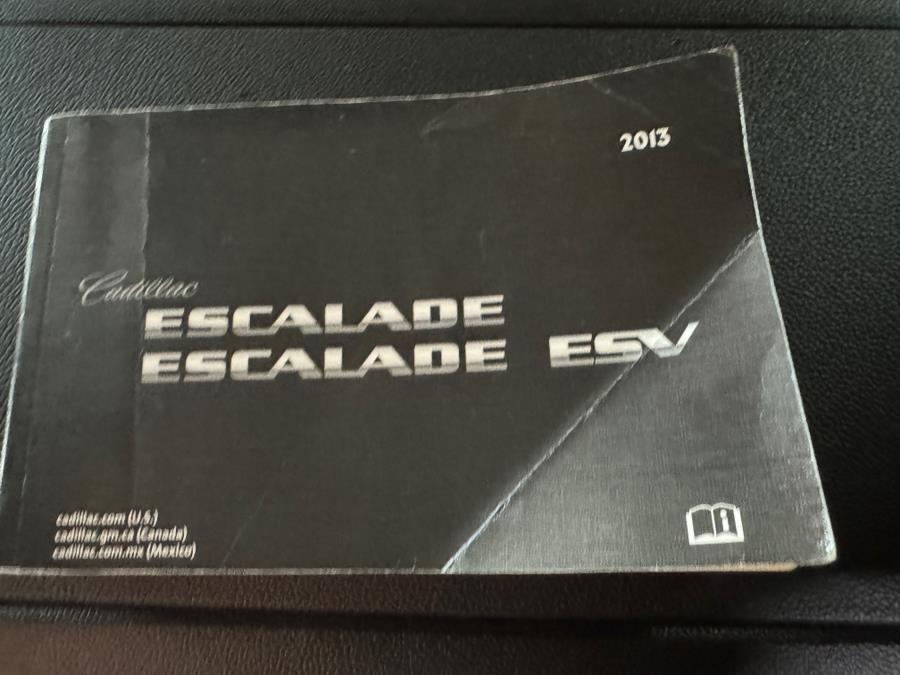 2013
Cadillac
ESCALADE
ESCALADE ESV
cadillac.com (U.S.)
cadillac.gm.ca (Canada)
cadillac.com.mx (Mexico)
i